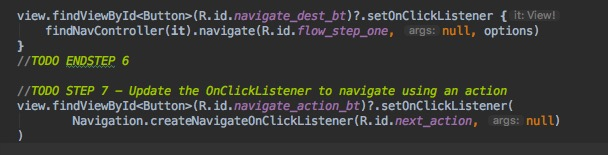 view.findViewById<Button>(R.id.navigate_dest_bt)?.setOnClickListener { it: View!
findNavController(it).navigate(R.id.flow_step_one, args: null, options)
}
//TODO ENDSTEP 6
//TODO STEP 7 - Update the OnClickListener to navigate using an action
view.findViewById<Button>(R.id.navigate_action_bt)?.setOnClickListener(
Navigation.createNavigateOnClickListener(R.id.next_action, args: null)
)